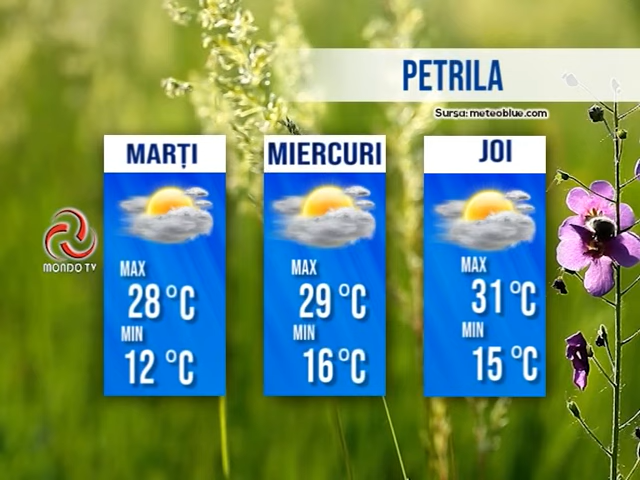 PETRILA
Sursa: meteoblue.com
MARȚI
MIERCURI
JOI
MAX
28 °C
MIN
12 °C
MAX
29 °C
MIN
16 °C
MAX
31 °C
MIN
15 °C
MONDO TV